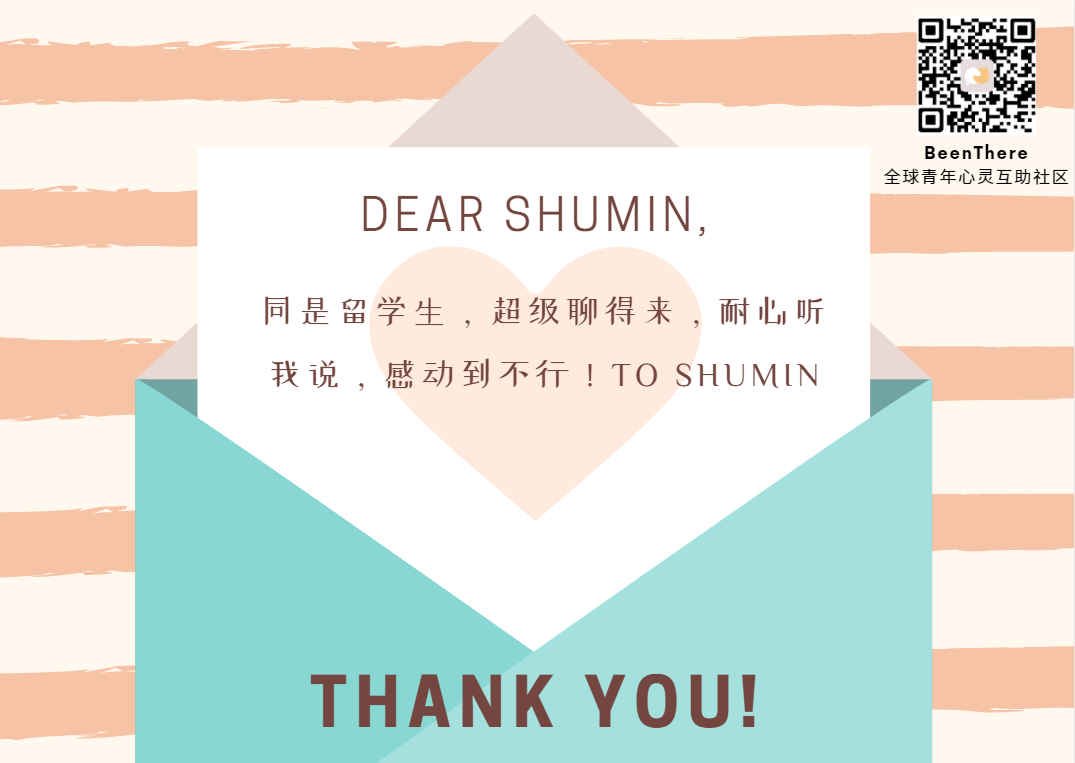 BeenThere
全球青年心灵互助社区
DEAR SHUMIN,
同是留学生，超级聊得来，耐心听
我说，感动到不行！TO SHUMIN
THANK YOU!